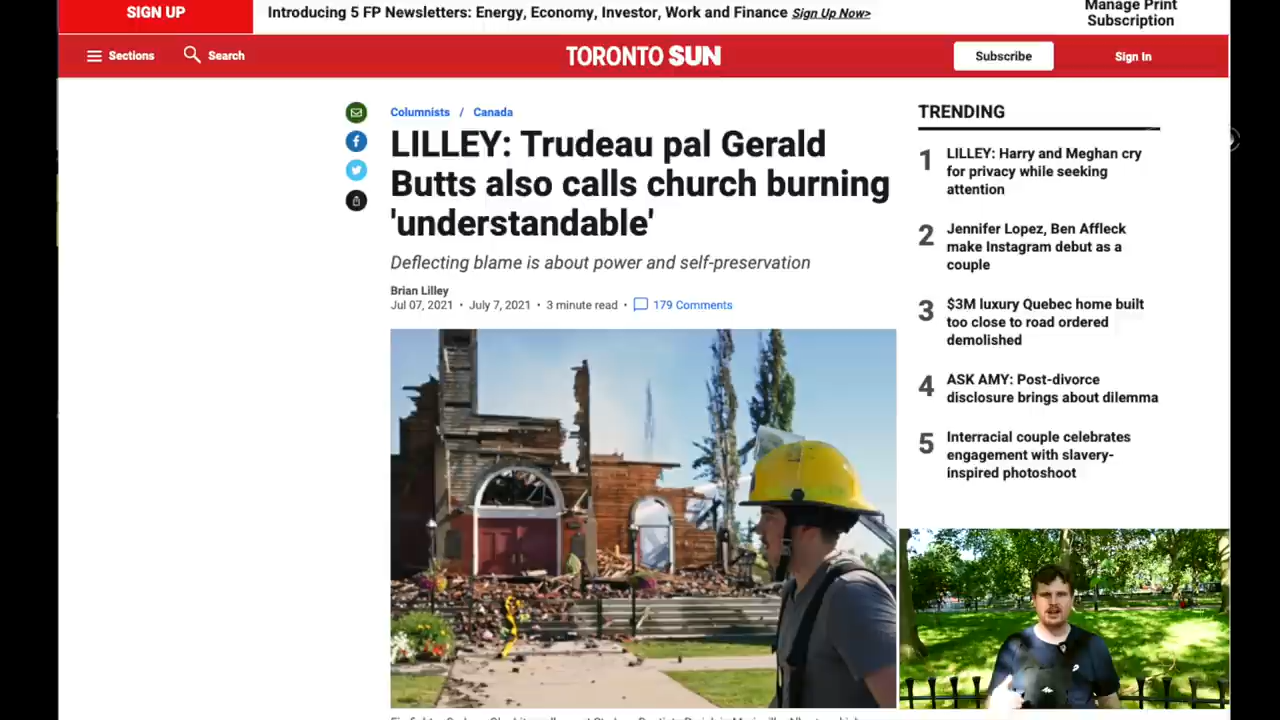 SIGN UP
Introducing 5 FP Newsletters: Energy, Economy, Investor, Work and Finance Sign Up Now>
Manage Print
Subscription
Sections
Search
TORONTO SUN
Subscribe
Sign In
Columnists / Canada
LILLEY: Trudeau pal Gerald
Butts also calls church burning
'understandable'
Deflecting blame is about power and self-preservation
Brian Lilley
Jul 07, 2021 • July 7, 2021 • 3 minute read • 179 Comments
TRENDING
1 LILLEY: Harry and Meghan cry
for privacy while seeking
attention
2 Jennifer Lopez, Ben Affleck
make Instagram debut as a
couple
3 $3M luxury Quebec home built
too close to road ordered
demolished
4 ASK AMY: Post-divorce
disclosure brings about dilemma
5 Interracial couple celebrates
engagement with slavery-
inspired photoshoot